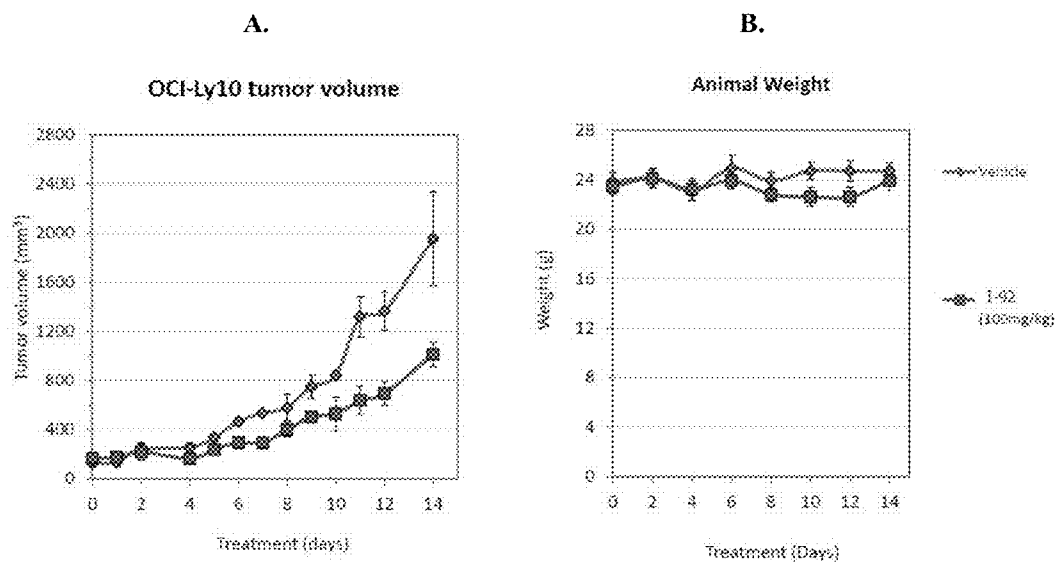 A.
B.
OCI-Ly10 tumor volume
Animal Weight
Tumor volume (mm³)
2800
2400
2000
1600
1200
800
400
0
0 2 4 6 8 10 12 14
Treatment (days)
Weight (g)
28
24
20
16
12
8
4
0
0 2 4 6 8 10 12 14
Treatment (Days)
Vehicle
I-92
(100mg/kg)